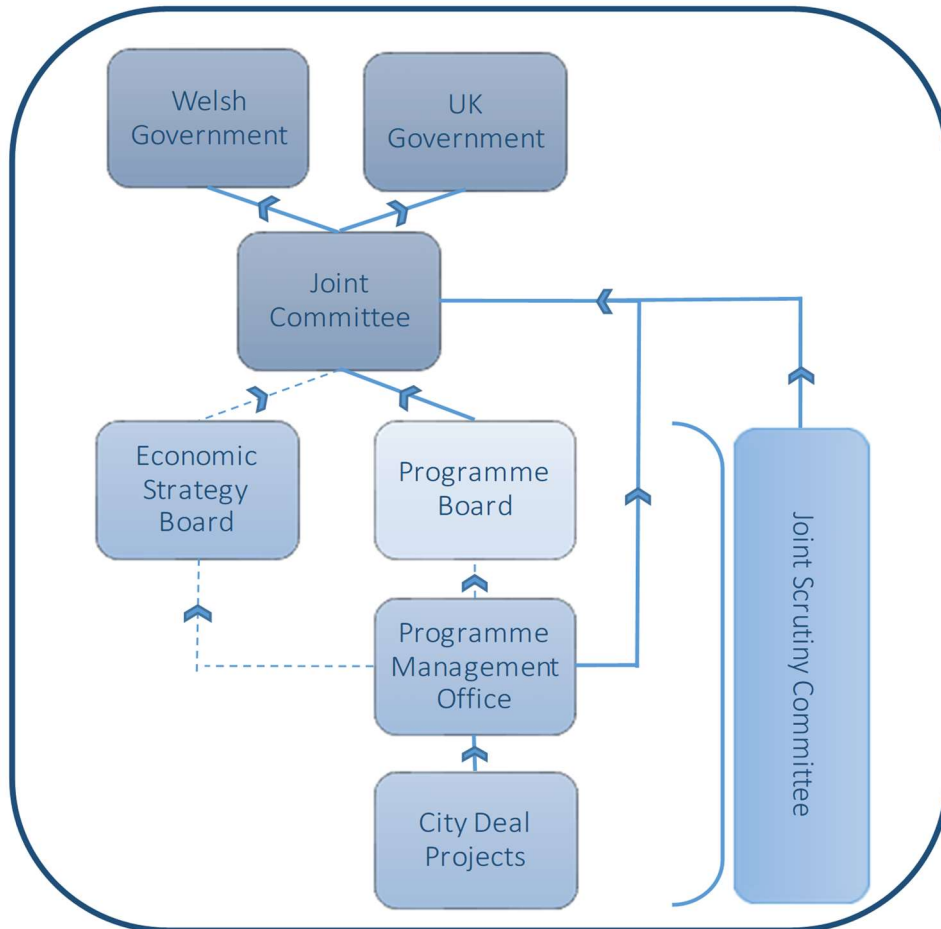 Welsh
Government
UK
Government
Joint
Committee
Economic
Strategy
Board
Programme
Board
Programme
Management
Office
City Deal
Projects
Joint Scrutiny Committee